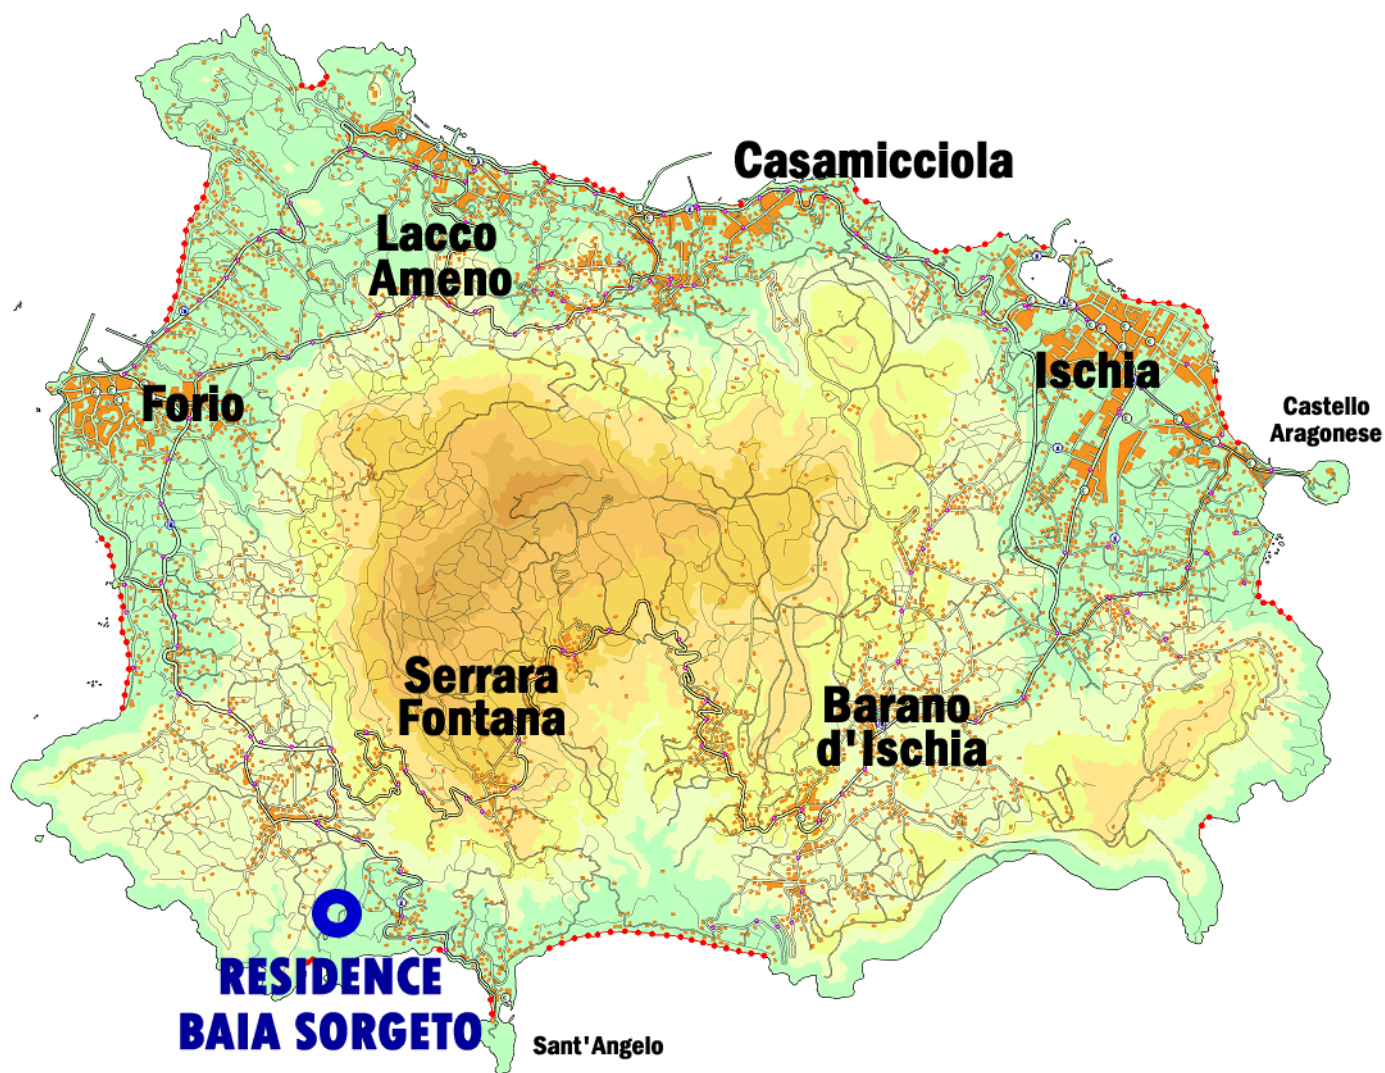 Casamicciola
Lacco
Ameno
Ischia
Forio
Castello
Aragonese
Serrara
Fontana
Barano
d'Ischia
RESIDENCE
BAIA SORGETO
Sant'Angelo